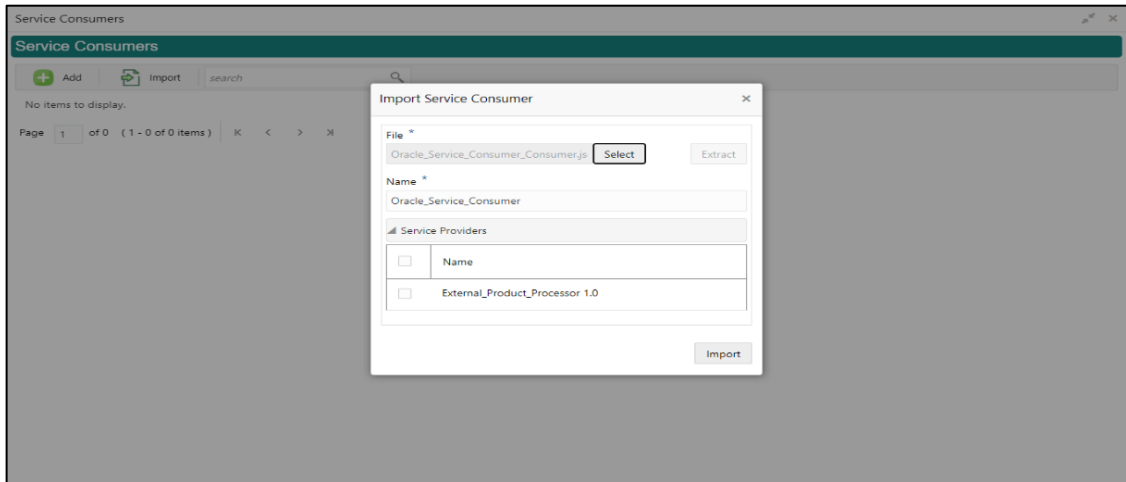 Service Consumers
Service Consumers
Add Import search
No items to display.
Page 1 of 0 (1 - 0 of 0 items) K < > >|
Import Service Consumer
File *
Oracle_Service_Consumer_Consumer.js Select Extract
Name *
Oracle_Service_Consumer
Service Providers
Name
External_Product_Processor 1.0
Import